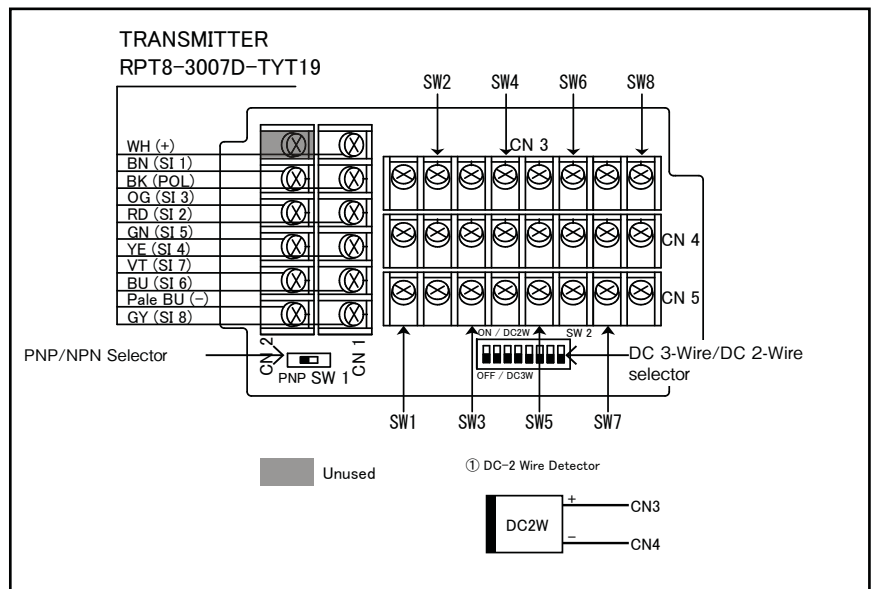 TRANSMITTER
RPT8-3007D-TYT19
SW2 SW4 SW6 SW8
CN 3
WH (+)
BN (SI 1)
BK (POL)
OG (SI 3)
RD (SI 2)
GN (SI 5)
YE (SI 4)
VT (SI 7)
BU (SI 6)
Pale BU (-)
GY (SI 8)
CN 4
CN 5
ON / DC2W SW 2
PNP/NPN Selector
CN 2
PNP SW 1
CN 1
OFF / DC3W
DC 3-Wire/DC 2-Wire
selector
SW1 SW3 SW5 SW7
Unused
① DC-2 Wire Detector
DC2W
+
CN3
-
CN4